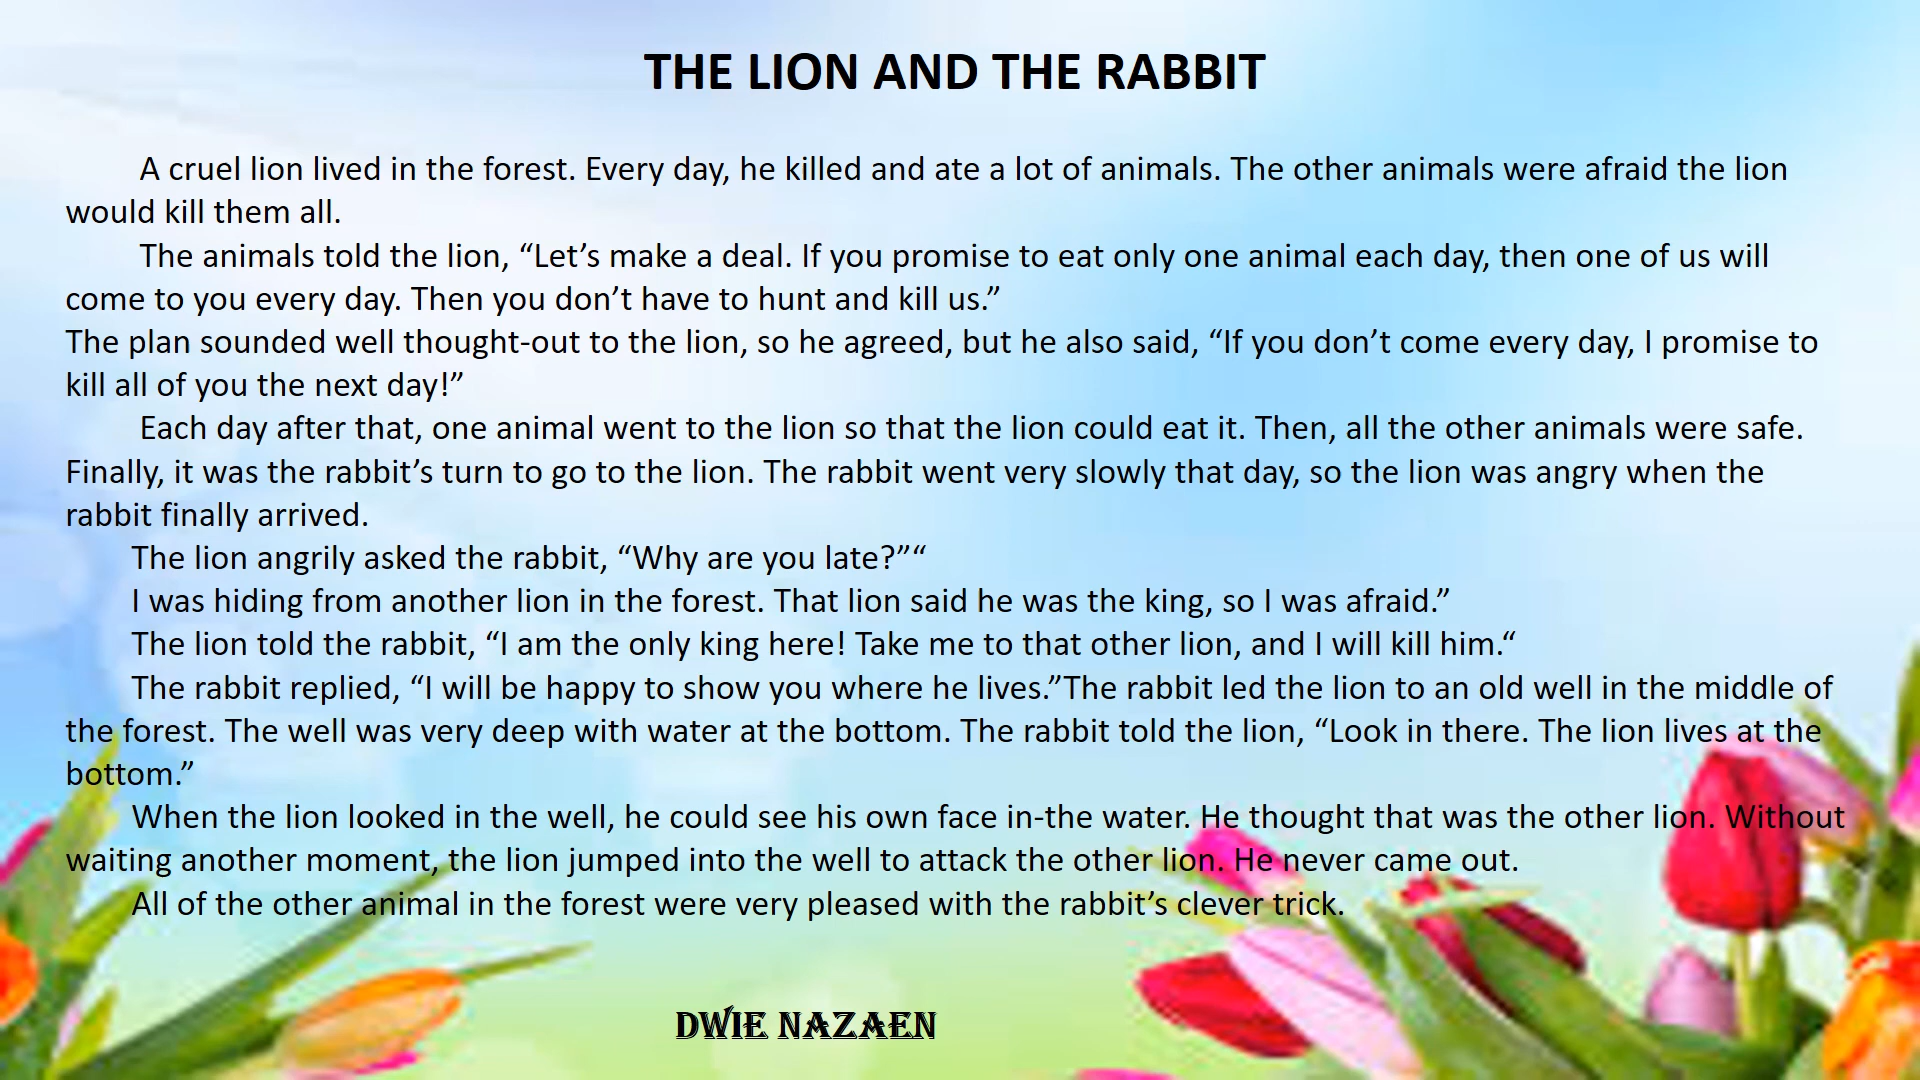 THE LION AND THE RABBIT
A cruel lion lived in the forest. Every day, he killed and ate a lot of animals. The other animals were afraid the lion
would kill them all.
The animals told the lion, “Let’s make a deal. If you promise to eat only one animal each day, then one of us will
come to you every day. Then you don’t have to hunt and kill us.”
The plan sounded well thought-out to the lion, so he agreed, but he also said, “If you don’t come every day, I promise to
kill all of you the next day!”
Each day after that, one animal went to the lion so that the lion could eat it. Then, all the other animals were safe.
Finally, it was the rabbit’s turn to go to the lion. The rabbit went very slowly that day, so the lion was angry when the
rabbit finally arrived.
The lion angrily asked the rabbit, “Why are you late?”“
I was hiding from another lion in the forest. That lion said he was the king, so I was afraid.”
The lion told the rabbit, “I am the only king here! Take me to that other lion, and I will kill him.“
The rabbit replied, “I will be happy to show you where he lives.”The rabbit led the lion to an old well in the middle of
the forest. The well was very deep with water at the bottom. The rabbit told the lion, “Look in there. The lion lives at the
bottom.”
When the lion looked in the well, he could see his own face in-the water. He thought that was the other lion. Without
waiting another moment, the lion jumped into the well to attack the other lion. He never came out.
All of the other animal in the forest were very pleased with the rabbit’s clever trick.
DWIE NAZAEN